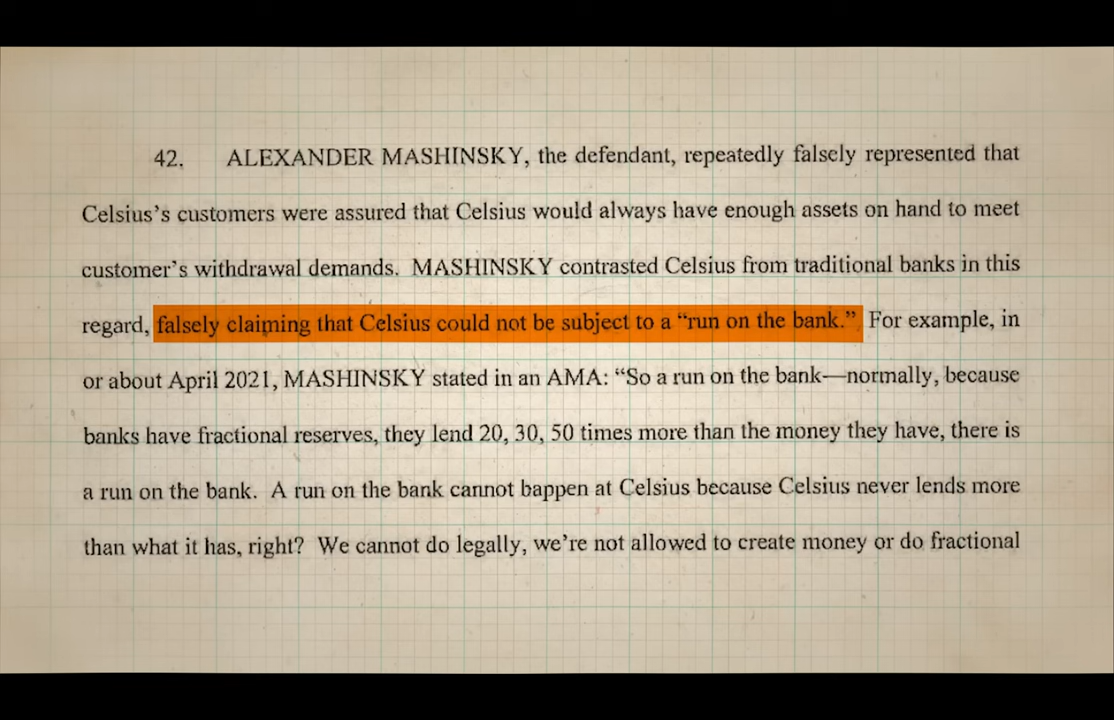 42. ALEXANDER MASHINSKY, the defendant, repeatedly falsely represented that
Celsius’s customers were assured that Celsius would always have enough assets on hand to meet
customer’s withdrawal demands. MASHINSKY contrasted Celsius from traditional banks in this
regard, falsely claiming that Celsius could not be subject to a “run on the bank.” For example, in
or about April 2021, MASHINSKY stated in an AMA: “So a run on the bank—normally, because
banks have fractional reserves, they lend 20, 30, 50 times more than the money they have, there is
a run on the bank. A run on the bank cannot happen at Celsius because Celsius never lends more
than what it has, right? We cannot do legally, we’re not allowed to create money or do fractional